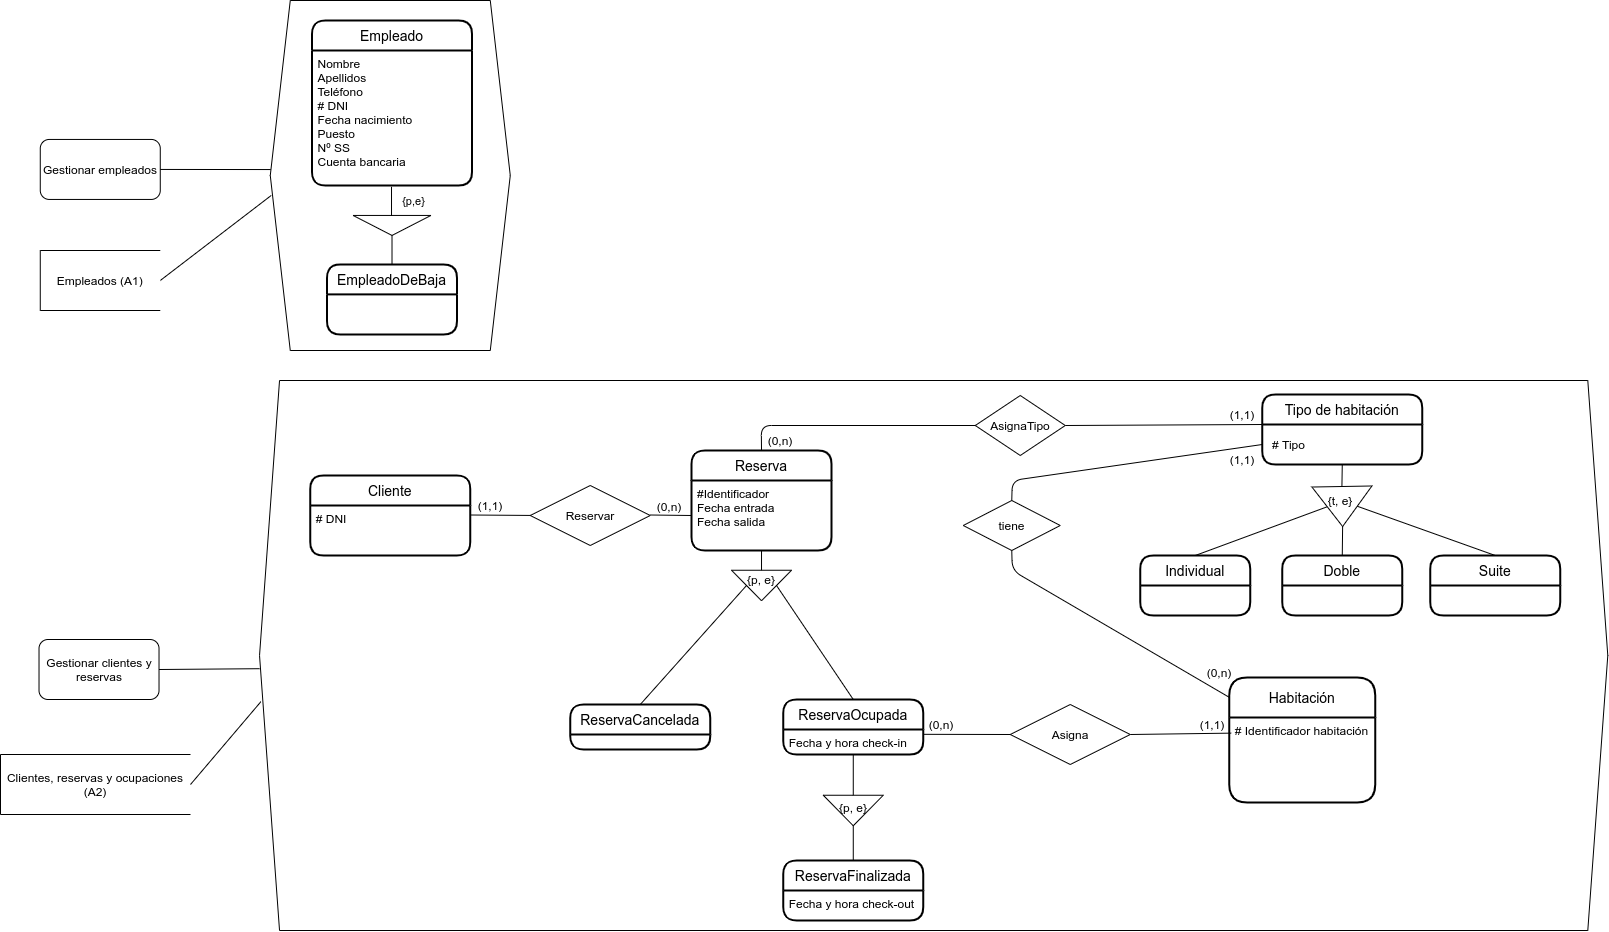 Empleado
Nombre
Apellidos
Teléfono
# DNI
Fecha nacimiento
Puesto
Nº SS
Cuenta bancaria
Gestionar empleados
{p,e}
EmpleadoDeBaja
Empleados (A1)
Tipo de habitación
(1,1)
AsignaTipo
(0,n)
# Tipo
(1,1)
Reserva
#Identificador
Fecha entrada
Fecha salida
Cliente
# DNI
(1,1)
Reservar
(0,n)
{t, e}
tiene
Individual
Doble
Suite
{p, e}
Gestionar clientes y
reservas
(0,n)
Habitación
# Identificador habitación
ReservaCancelada
ReservaOcupada
Fecha y hora check-in
(0,n)
Asigna
(1,1)
Clientes, reservas y ocupaciones
(A2)
{p, e}
ReservaFinalizada
Fecha y hora check-out